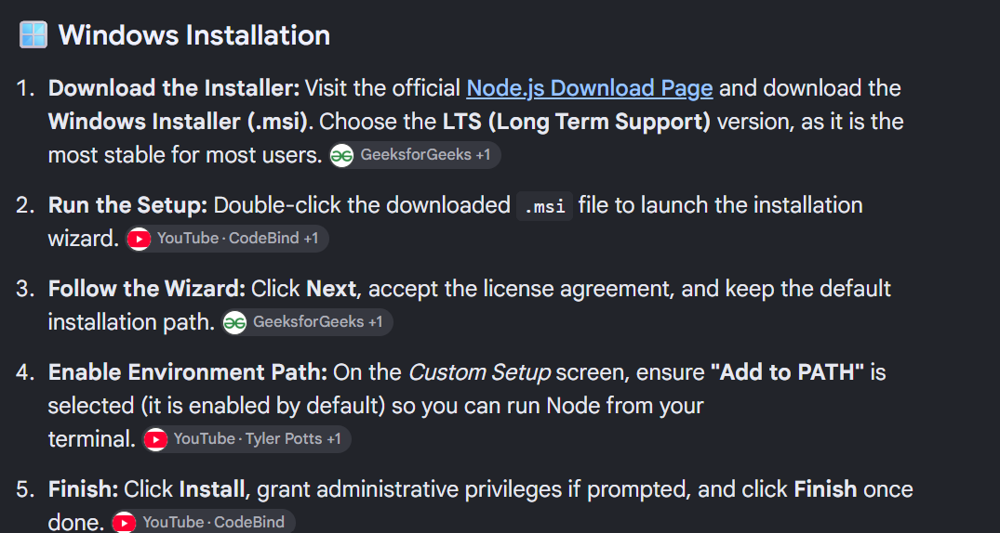 Windows Installation
1. Download the Installer: Visit the official Node.js Download Page and download the
Windows Installer (.msi). Choose the LTS (Long Term Support) version, as it is the
most stable for most users. GeeksforGeeks +1
2. Run the Setup: Double-click the downloaded .msi file to launch the installation
wizard. YouTube · CodeBind +1
3. Follow the Wizard: Click Next, accept the license agreement, and keep the default
installation path. GeeksforGeeks +1
4. Enable Environment Path: On the Custom Setup screen, ensure "Add to PATH" is
selected (it is enabled by default) so you can run Node from your
terminal. YouTube · Tyler Potts +1
5. Finish: Click Install, grant administrative privileges if prompted, and click Finish once
done. YouTube · CodeBind